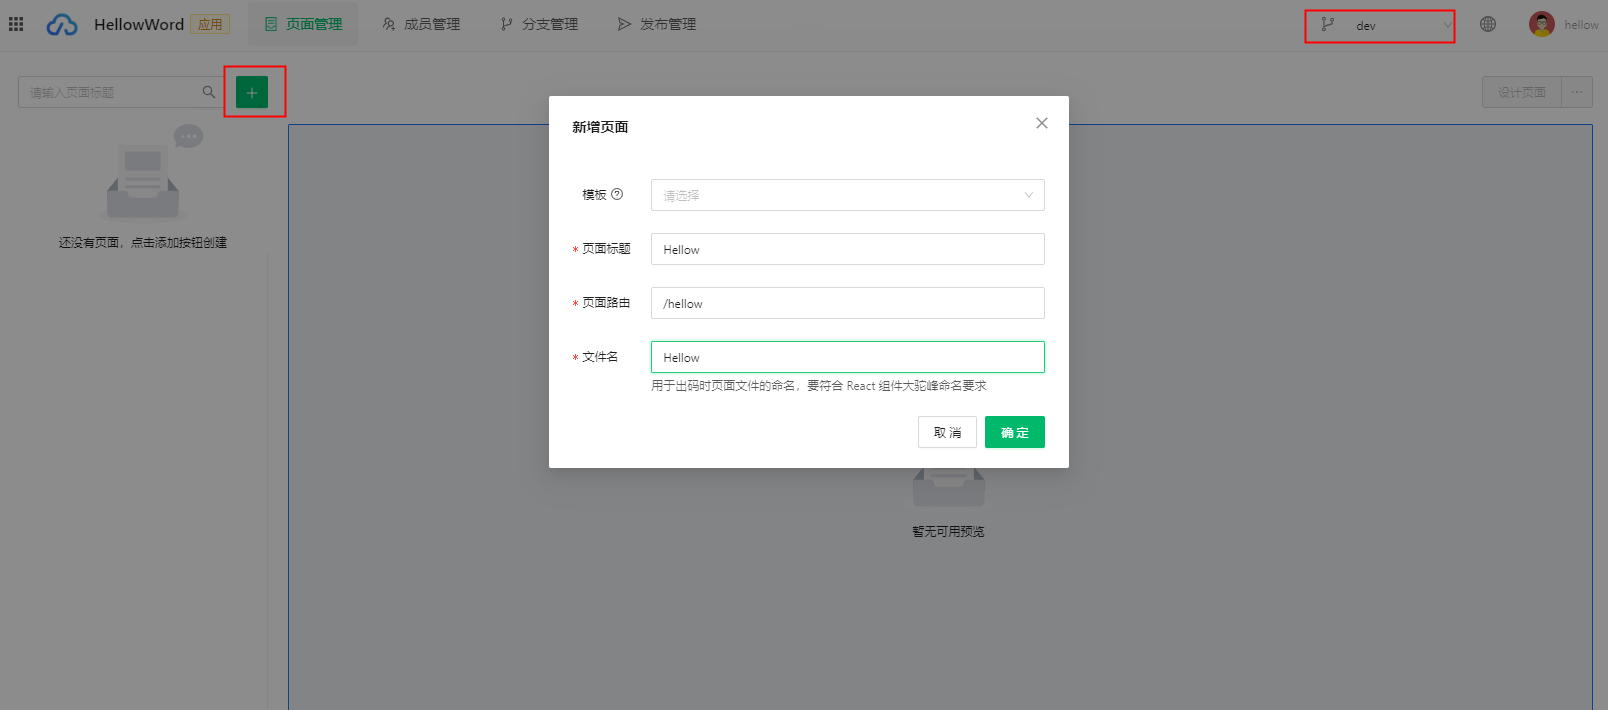 HellowWord 应用 页面管理 成员管理 分支管理 发布管理 dev hellow
请输入页面标题 + 设计页面 ···
还没有页面，点击添加按钮创建
新增页面
模板 请选择
* 页面标题 Hellow
* 页面路由 /hellow
* 文件名 Hellow
用于出码时页面文件的命名，要符合 React 组件大驼峰命名要求
取 消 确 定
暂无可用预览